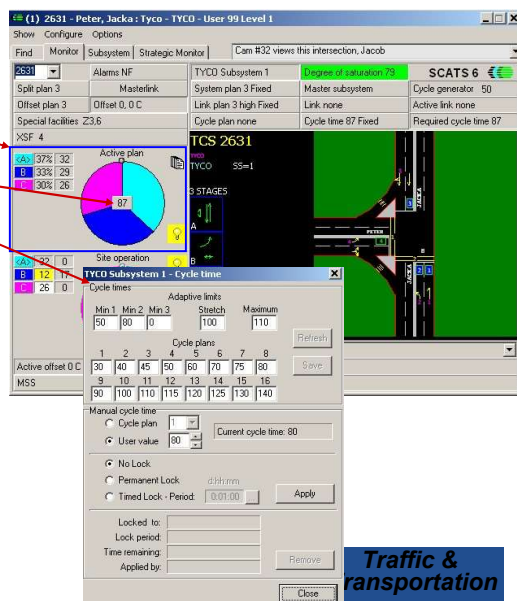 (1) 2631 - Peter, Jacka : Tyco - TYCO - User 99 Level 1
Show Configure Options
Find Monitor Subsystem Strategic Monitor Cam #32 views this intersection, Jacob
2631 Alarms NF TYCO Subsystem 1 Degree of saturation 79 SCATS 6
Split plan 3 Masterlink System plan 3 Fixed Master subsystem Cycle generator 50
Offset plan 3 Offset 0, 0 C Link plan 3 high Fixed Link none Active link none
Special facilities Z3,6 Cycle plan none Cycle time 87 Fixed Required cycle time 87
XSF 4
Active plan
<A> 37% 32
B 33% 29
C 30% 26
87
TCS 2631
TYCO
TYCO SS=1
3 STAGES
A
B
PETER
JACKA
Site operation
<A> 32 0
B 12 17
C 26 0
Active offset 0 C
MSS
TYCO Subsystem 1 - Cycle time
Cycle times
Adaptive limits
Min 1 Min 2 Min 3 Stretch Maximum
50 80 0 100 110
Refresh
Cycle plans
1 2 3 4 5 6 7 8
30 40 45 50 60 70 75 80
Save
9 10 11 12 13 14 15 16
90 100 110 115 120 125 130 140
Manual cycle time
Cycle plan 1
User value 80
Current cycle time: 80
No Lock
Permanent Lock d:hh:mm
Timed Lock - Period: 0:01:00
Apply
Locked to:
Lock period:
Time remaining:
Applied by:
Remove
Close
Traffic &
ransportation